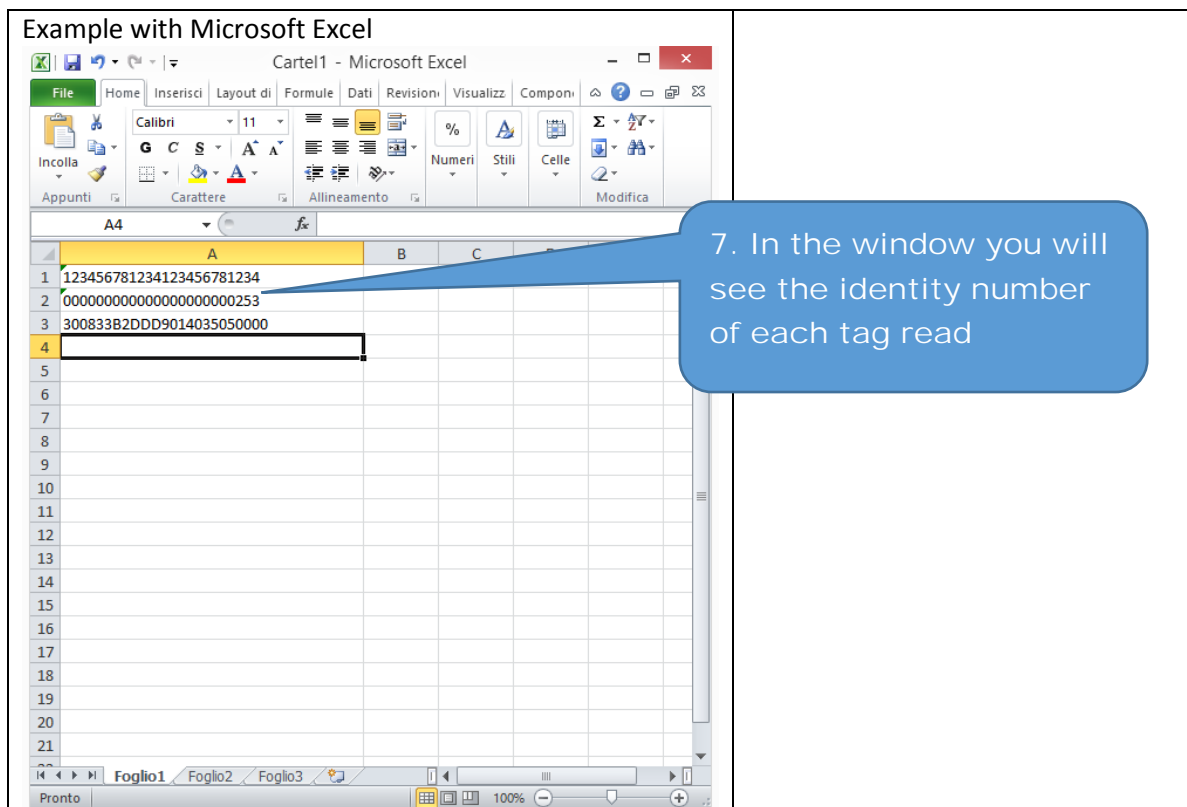 Example with Microsoft Excel
Cartel1 - Microsoft Excel
File Home Inserisci Layout di Formule Dati Revision Visualizz Compon
Calibri 11 % Σ
Incolla G C S A A Numeri Stili Celle
Appunti Carattere Allineamento Modifica
A4 fx
A B C
1 123456781234123456781234
2 000000000000000000000253
3 300833B2DDD9014035050000
4
5
6
7
8
9
10
11
12
13
14
15
16
17
18
19
20
21
Foglio1 Foglio2 Foglio3
Pronto 100%
7. In the window you will
see the identity number
of each tag read